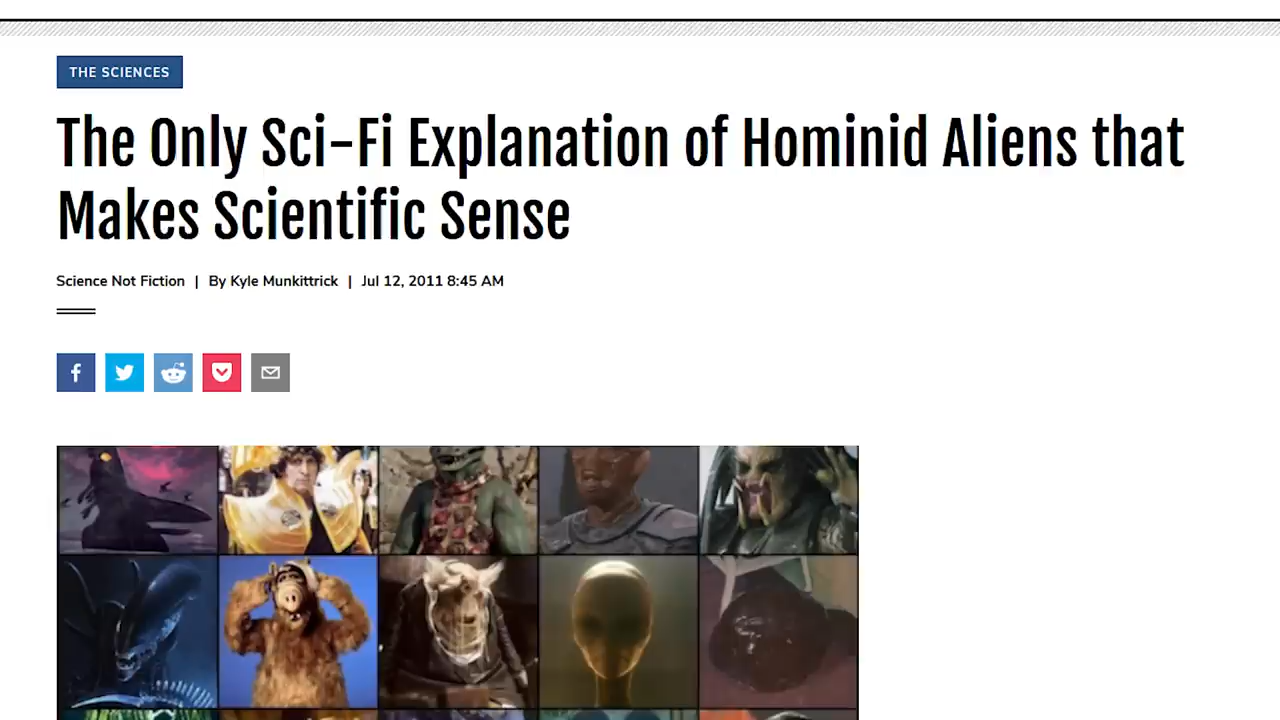 THE SCIENCES
The Only Sci-Fi Explanation of Hominid Aliens that
Makes Scientific Sense
Science Not Fiction | By Kyle Munkittrick | Jul 12, 2011 8:45 AM